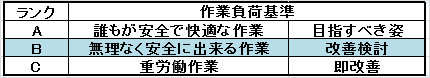 ランク 作業負荷基準
A 誰もが安全で快適な作業 目指すべき姿
B 無理なく安全に出来る作業 改善検討
C 重労働作業 即改善